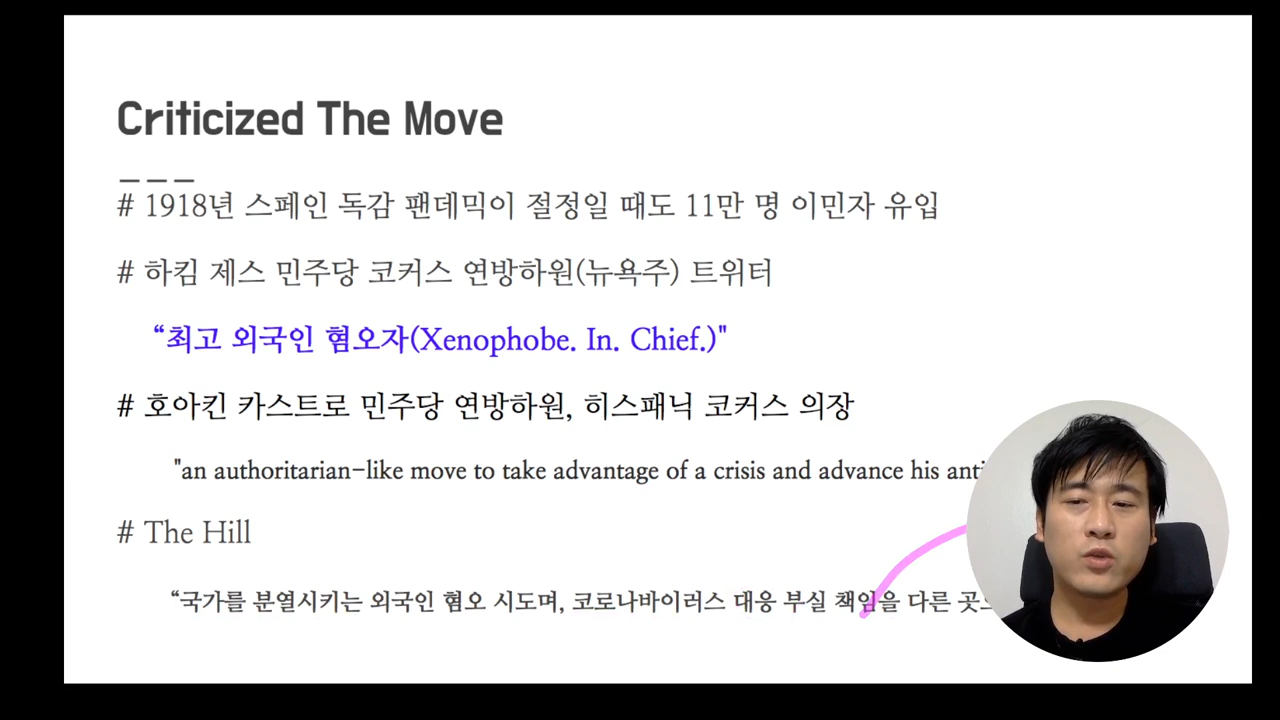 Criticized The Move
# 1918년 스페인 독감 팬데믹이 절정일 때도 11만 명 이민자 유입
# 하킴 제스 민주당 코커스 연방하원(뉴욕주) 트위터
“최고 외국인 혐오자(Xenophobe. In. Chief.)"
# 호아킨 카스트로 민주당 연방하원, 히스패닉 코커스 의장
"an authoritarian-like move to take advantage of a crisis and advance his anti
# The Hill
“국가를 분열시키는 외국인 혐오 시도며, 코로나바이러스 대응 부실 책임을 다른